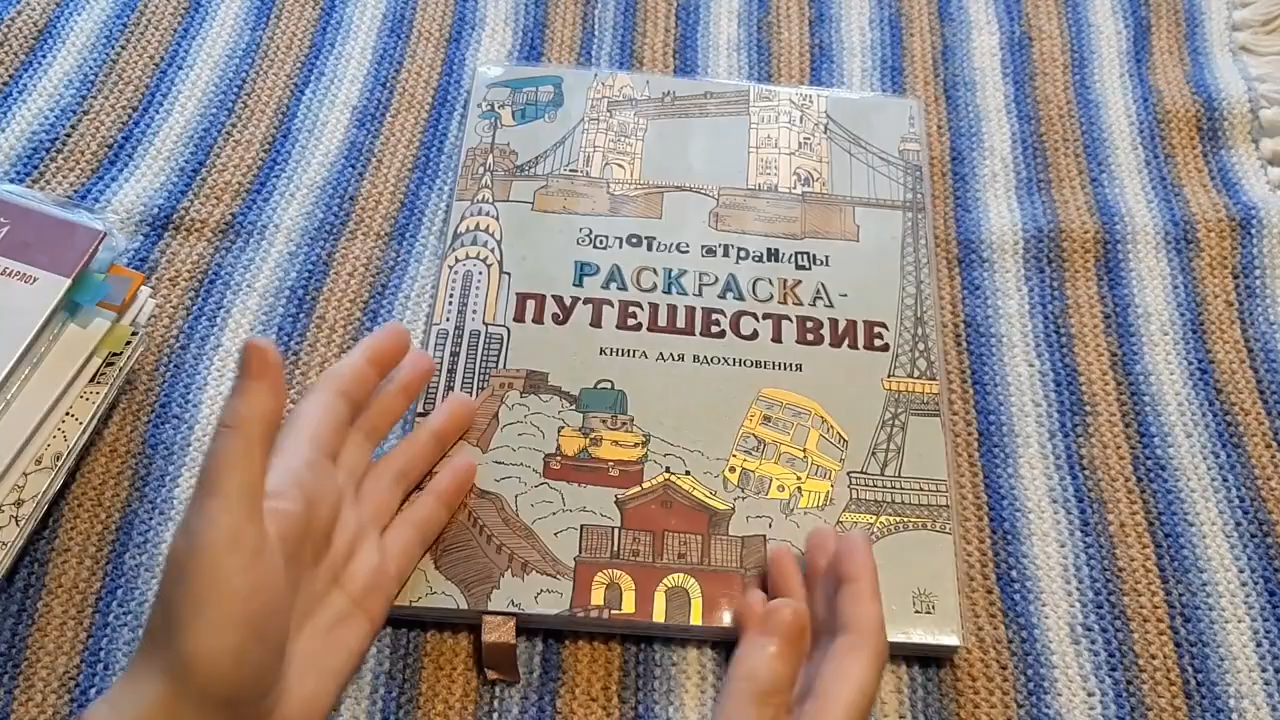 Золотые страницы
РАСКРАСКА-
ПУТЕШЕСТВИЕ
КНИГА ДЛЯ ВДОХНОВЕНИЯ
Й
БАРЛОУ